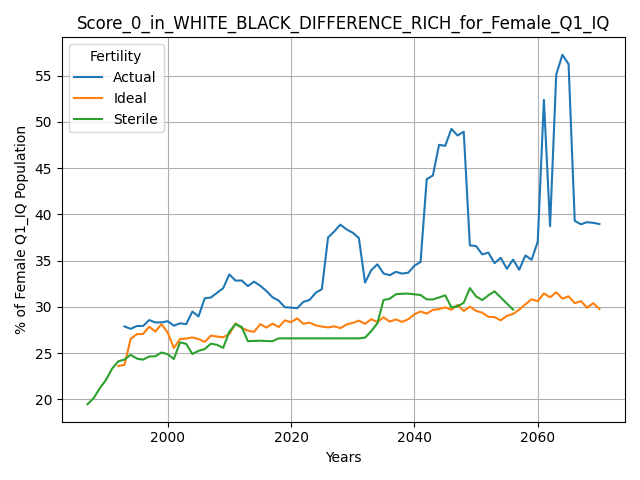 Score_0_in_WHITE_BLACK_DIFFERENCE_RICH_for_Female_Q1_IQ
Fertility
Actual
Ideal
Sterile
% of Female Q1_IQ Population
55
50
45
40
35
30
25
20
2000
2020
2040
2060
Years